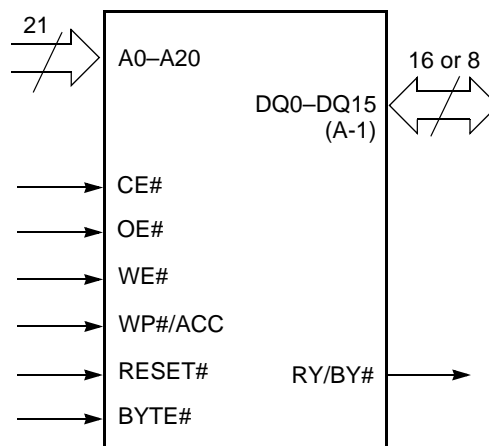 21
A0–A20
16 or 8
DQ0–DQ15
(A-1)
CE#
OE#
WE#
WP#/ACC
RESET#
RY/BY#
BYTE#